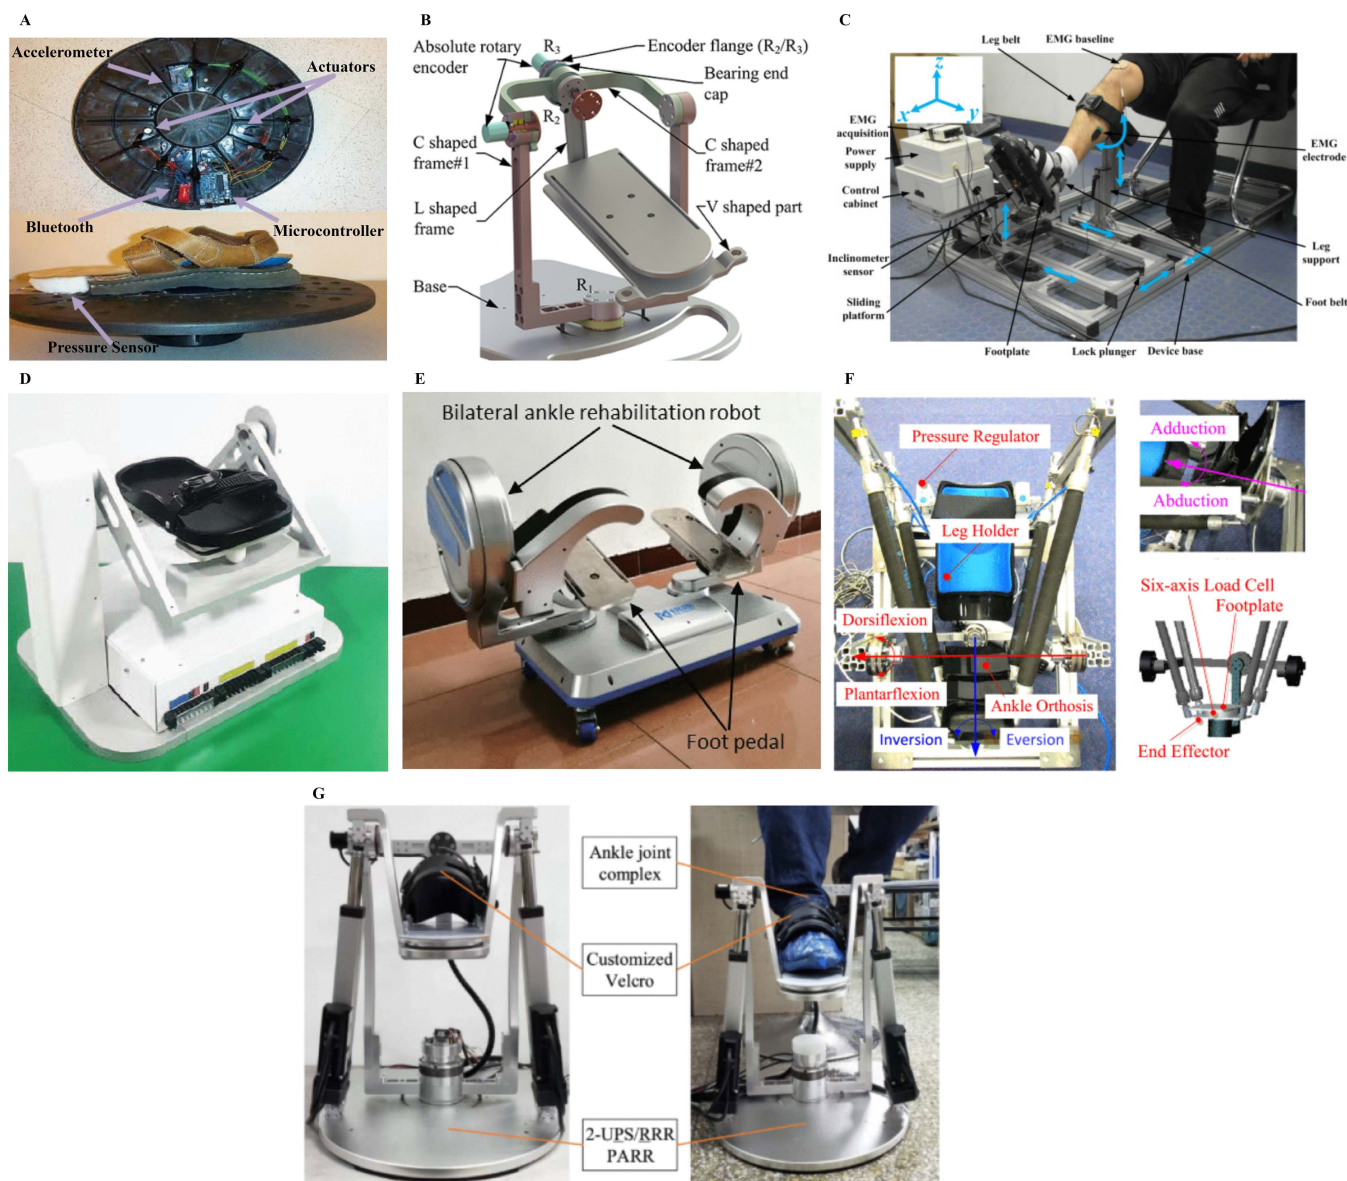 A
Accelerometer
Actuators
Bluetooth
Microcontroller
Pressure Sensor
B
Absolute rotary
encoder
R3
Encoder flange (R2/R3)
Bearing end
cap
R2
C shaped
frame#1
C shaped
frame#2
L shaped
frame
V shaped part
Base
R1
C
Leg belt
EMG baseline
z
x
y
EMG
acquisition
Power
supply
Control
cabinet
EMG
electrode
Inclinometer
sensor
Leg
support
Sliding
platform
Foot belt
Footplate
Lock plunger
Device base
D
E
Bilateral ankle rehabilitation robot
Foot pedal
F
Pressure Regulator
Leg Holder
Dorsiflexion
Plantarflexion
Ankle Orthosis
Inversion
Eversion
Adduction
Abduction
Six-axis Load Cell
Footplate
End Effector
G
Ankle joint
complex
Customized
Velcro
2-UPS/RRR
PARR